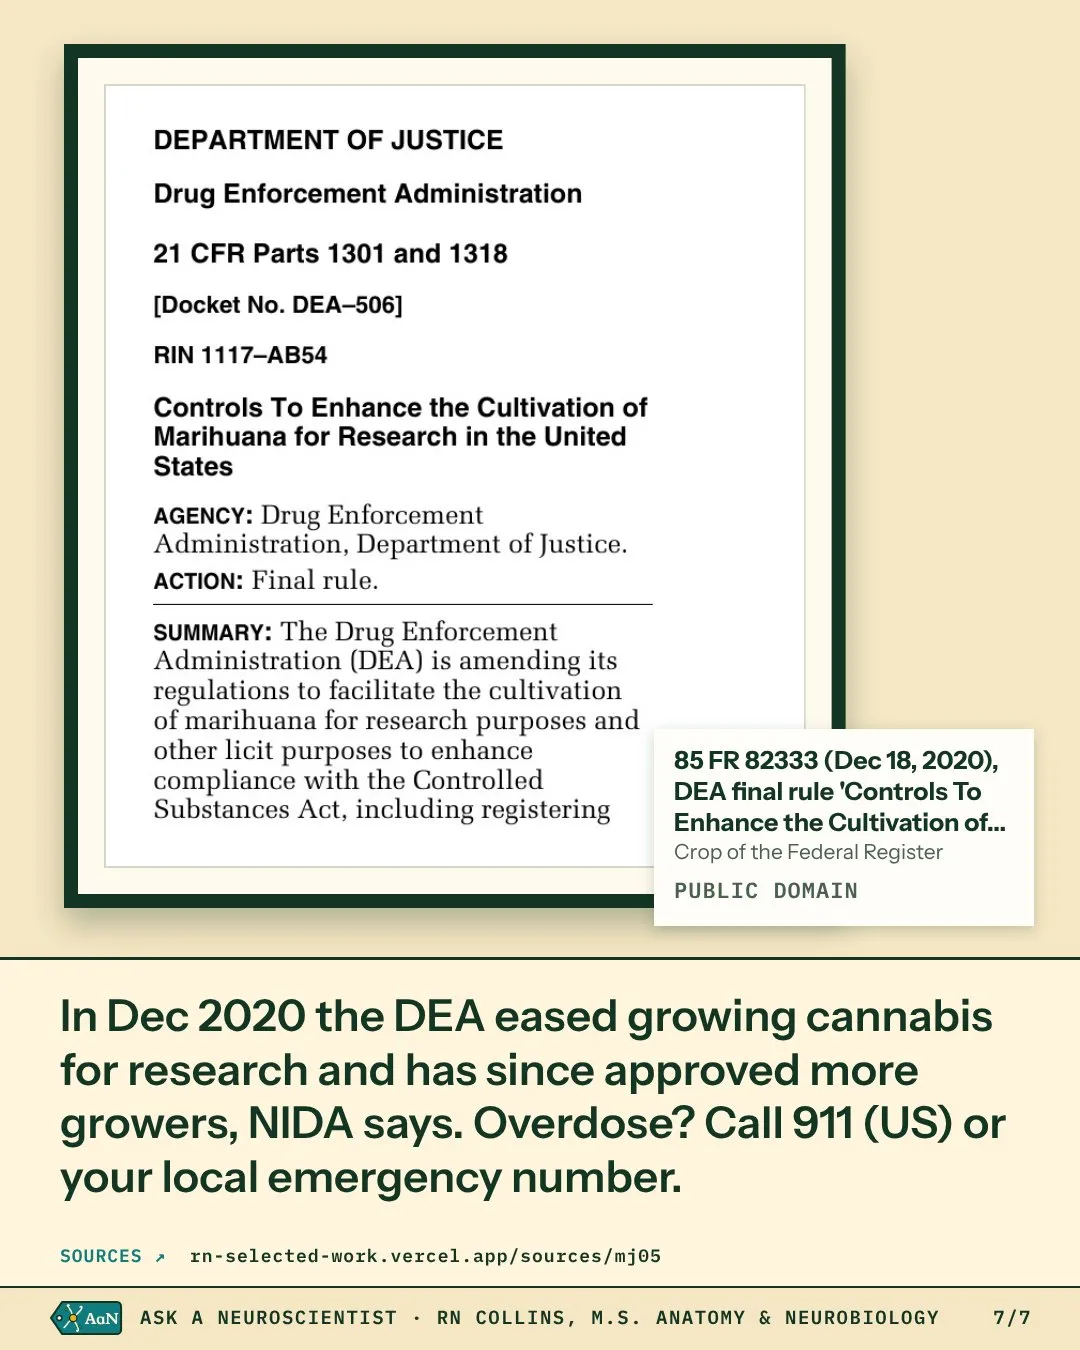 DEPARTMENT OF JUSTICE
Drug Enforcement Administration
21 CFR Parts 1301 and 1318
[Docket No. DEA–506]
RIN 1117–AB54
Controls To Enhance the Cultivation of
Marihuana for Research in the United
States
AGENCY: Drug Enforcement
Administration, Department of Justice.
ACTION: Final rule.
SUMMARY: The Drug Enforcement
Administration (DEA) is amending its
regulations to facilitate the cultivation
of marihuana for research purposes and
other licit purposes to enhance
compliance with the Controlled
Substances Act, including registering
85 FR 82333 (Dec 18, 2020),
DEA final rule 'Controls To
Enhance the Cultivation of...
Crop of the Federal Register
PUBLIC DOMAIN
In Dec 2020 the DEA eased growing cannabis
for research and has since approved more
growers, NIDA says. Overdose? Call 911 (US) or
your local emergency number.
SOURCES ↗ rn-selected-work.vercel.app/sources/mj05
AaN ASK A NEUROSCIENTIST · RN COLLINS, M.S. ANATOMY & NEUROBIOLOGY 7/7